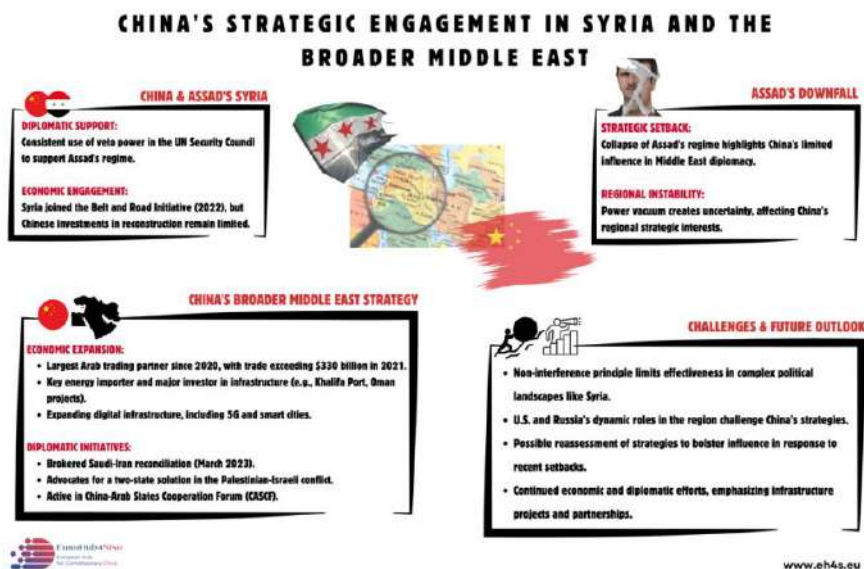 CHINA'S STRATEGIC ENGAGEMENT IN SYRIA AND THE
BROADER MIDDLE EAST
CHINA & ASSAD'S SYRIA
DIPLOMATIC SUPPORT:
Consistent use of veto power in the UN Security Council
to support Assad's regime.
ECONOMIC ENGAGEMENT:
Syria joined the Belt and Road Initiative (2022), but
Chinese investments in reconstruction remain limited.
ASSAD'S DOWNFALL
STRATEGIC SETBACK:
Collapse of Assad's regime highlights China's limited
influence in Middle East diplomacy.
REGIONAL INSTABILITY:
Power vacuum creates uncertainty, affecting China's
regional strategic interests.
CHINA'S BROADER MIDDLE EAST STRATEGY
ECONOMIC EXPANSION:
• Largest Arab trading partner since 2020, with trade exceeding $330 billion in 2021.
• Key energy importer and major investor in infrastructure (e.g., Khalifa Port, Oman
projects).
• Expanding digital infrastructure, including 5G and smart cities.
DIPLOMATIC INITIATIVES:
• Brokered Saudi-Iran reconciliation (March 2023).
• Advocates for a two-state solution in the Palestinian-Israeli conflict.
• Active in China-Arab States Cooperation Forum (CASCF).
CHALLENGES & FUTURE OUTLOOK
• Non-interference principle limits effectiveness in complex political
landscapes like Syria.
• U.S. and Russia's dynamic roles in the region challenge China's strategies.
• Possible reassessment of strategies to bolster influence in response to
recent setbacks.
• Continued economic and diplomatic efforts, emphasizing infrastructure
projects and partnerships.
EuroHub4Sino
European Hub
for Contemporary China
www.eh4s.eu